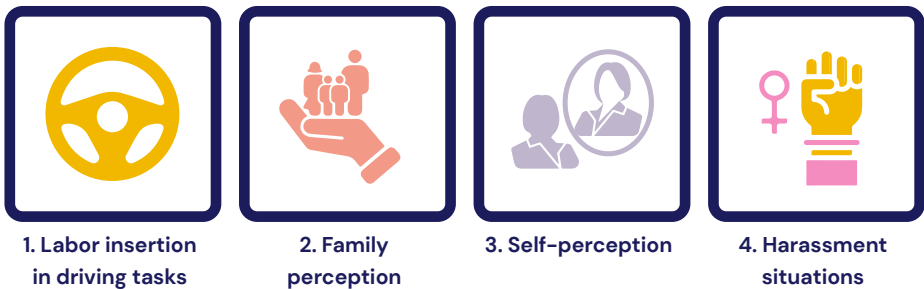 1. Labor insertion
in driving tasks
2. Family
perception
3. Self-perception
4. Harassment
situations